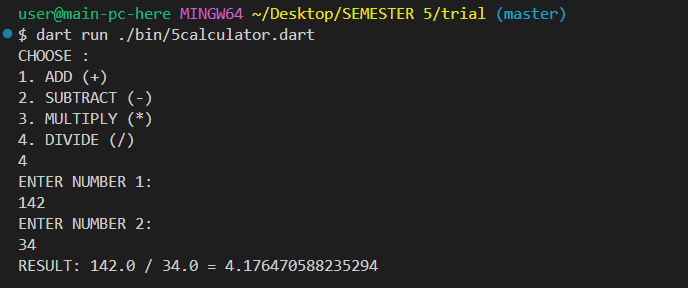 user@main-pc-here MINGW64 ~/Desktop/SEMESTER 5/trial (master)
$ dart run ./bin/5calculator.dart
CHOOSE :
1. ADD (+)
2. SUBTRACT (-)
3. MULTIPLY (*)
4. DIVIDE (/)
4
ENTER NUMBER 1:
142
ENTER NUMBER 2:
34
RESULT: 142.0 / 34.0 = 4.176470588235294